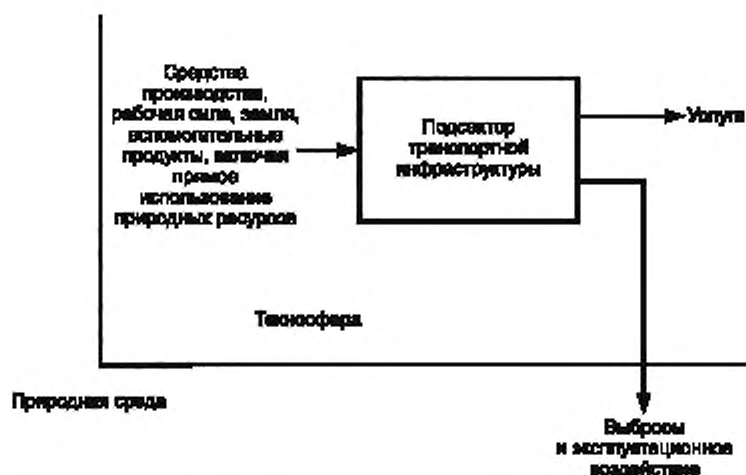 Средства
производства,
рабочая сила, земля,
вспомогательные
продукты, включая
прямое
использование
природных ресурсов
Подсектор
транспортной
инфраструктуры
Услуга
Техносфера
Природная среда
Выбросы
и эксплуатационное
воздействие